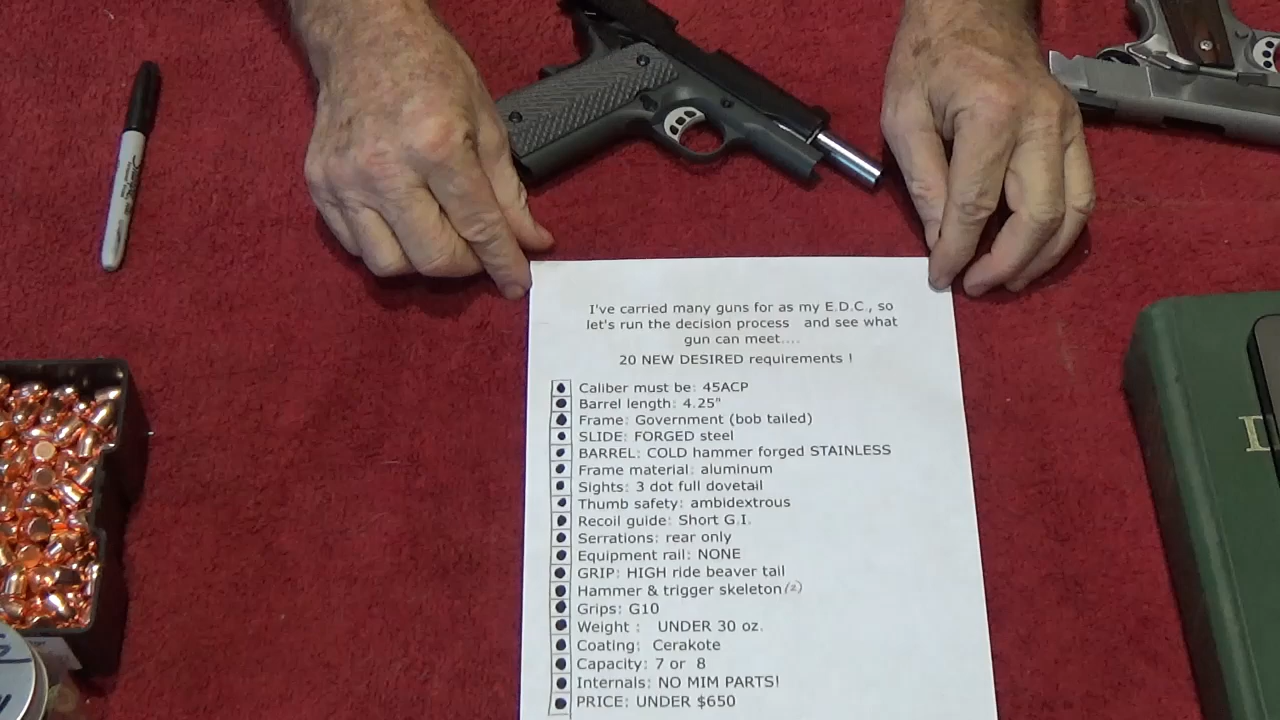 I've carried many guns for as my E.D.C., so
let's run the decision process and see what
gun can meet....
20 NEW DESIRED requirements !
Caliber must be: 45ACP
Barrel length: 4.25"
Frame: Government (bob tailed)
SLIDE: FORGED steel
BARREL: COLD hammer forged STAINLESS
Frame material: aluminum
Sights: 3 dot full dovetail
Thumb safety: ambidextrous
Recoil guide: Short G.I.
Serrations: rear only
Equipment rail: NONE
GRIP: HIGH ride beaver tail
Hammer & trigger skeleton (2)
Grips: G10
Weight : UNDER 30 oz.
Coating: Cerakote
Capacity: 7 or 8
Internals: NO MIM PARTS!
PRICE: UNDER $650